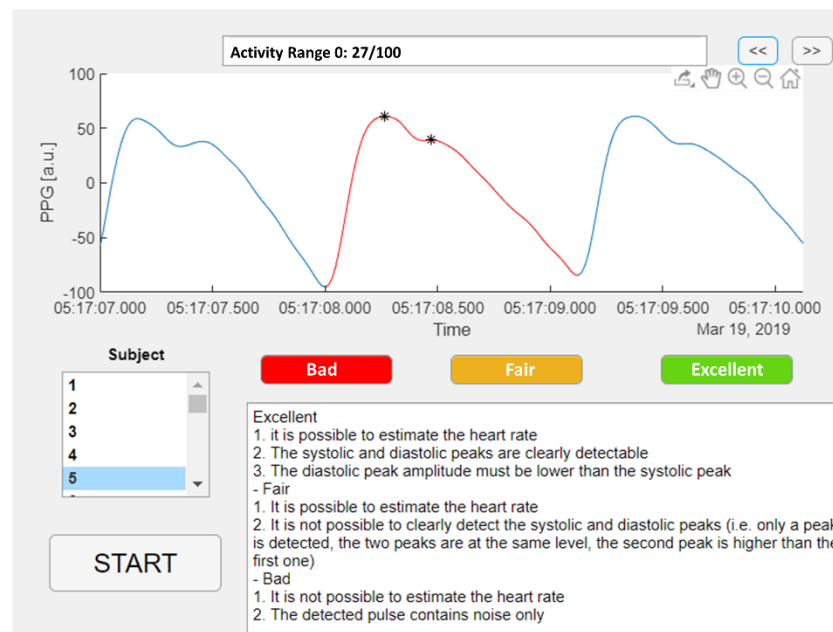 Activity Range 0: 27/100
<<
>>
100
50
0
-50
-100
PPG [a.u.]
05:17:07.000 05:17:07.500 05:17:08.000 05:17:08.500 05:17:09.000 05:17:09.500 05:17:10.000
Time
Mar 19, 2019
Subject
1
2
3
4
5
START
Bad
Fair
Excellent
Excellent
1. it is possible to estimate the heart rate
2. The systolic and diastolic peaks are clearly detectable
3. The diastolic peak amplitude must be lower than the systolic peak
- Fair
1. It is possible to estimate the heart rate
2. It is not possible to clearly detect the systolic and diastolic peaks (i.e. only a peak
is detected, the two peaks are at the same level, the second peak is higher than the
first one)
- Bad
1. It is not possible to estimate the heart rate
2. The detected pulse contains noise only